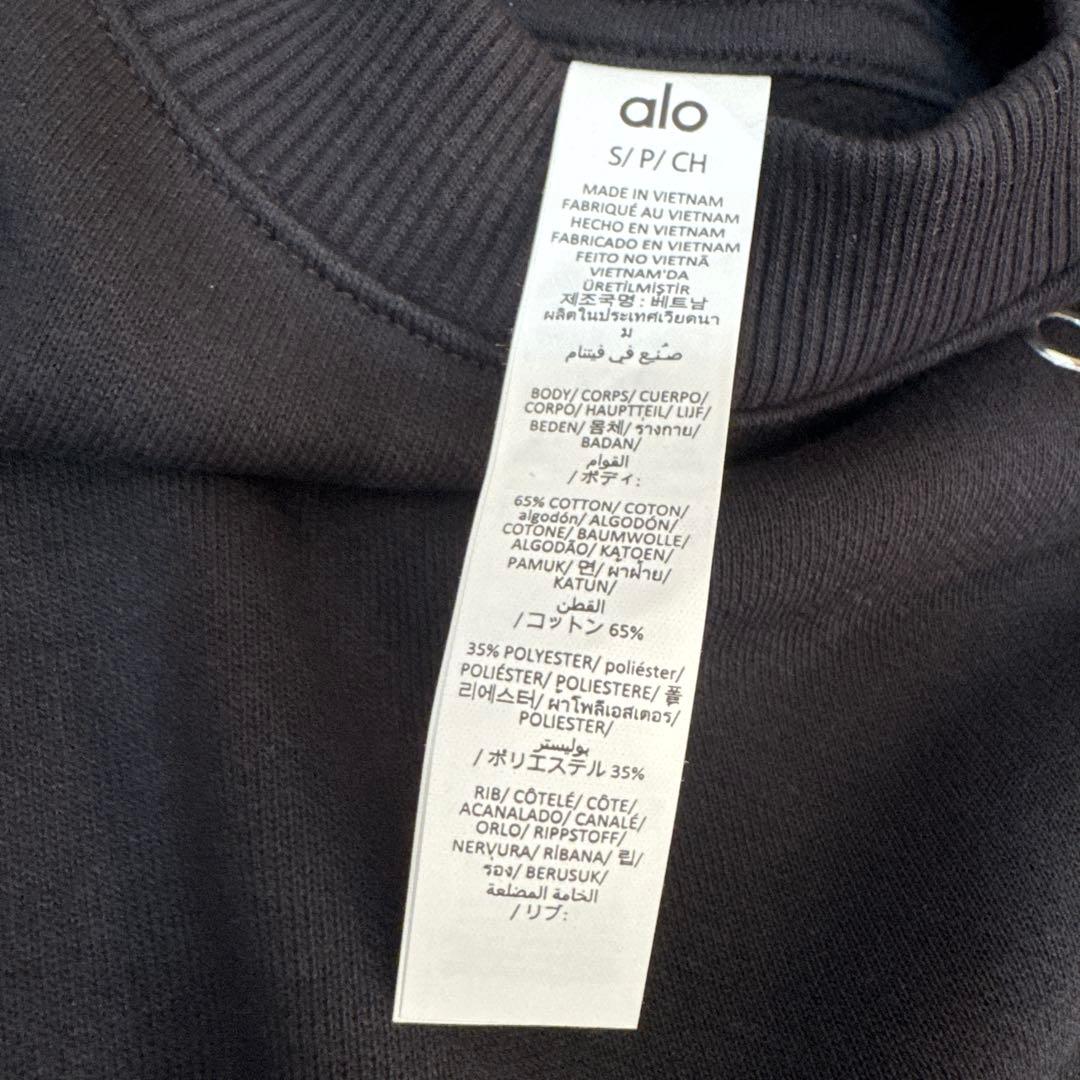 alo
S/ P/ CH
MADE IN VIETNAM
FABRIQUÉ AU VIETNAM
HECHO EN VIETNAM
FABRICADO EN VIETNAM
FEITO NO VIETNÃ
VIETNAM'DA
ÜRETİLMİŞTİR
제조국명 : 베트남
ผลิตในประเทศเวียดนา
ม
صُنِع في فيتنام
BODY/ CORPS/ CUERPO/
CORPO/ HAUPTTEIL/ LIJF/
BEDEN/ 몸체/ ร่างกาย/
BADAN/
القوام
/ ボディ:
65% COTTON/ COTON/
algodón/ ALGODÓN/
COTONE/ BAUMWOLLE/
ALGODÃO/ KATOEN/
PAMUK/ 면/ ผ้าฝ้าย/
KATUN/
القطن
/ コットン 65%
35% POLYESTER/ poliéster/
POLIÉSTER/ POLIESTERE/ 폴
리에스터/ ผ้าโพลีเอสเตอร์/
POLIESTER/
بوليستر
/ ポリエステル 35%
RIB/ CÔTELÉ/ CÔTE/
ACANALADO/ CANALÉ/
ORLO/ RIPPSTOFF/
NERVURA/ RİBANA/ 립/
ร่อง/ BERUSUK/
الخامة المضلعة
/ リブ: